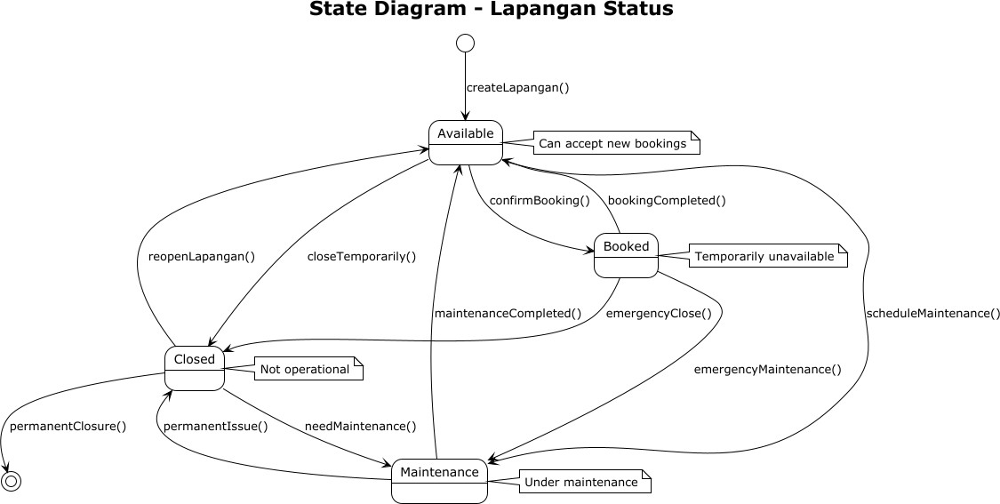 State Diagram - Lapangan Status
createLapangan()
Available
Can accept new bookings
confirmBooking()
bookingCompleted()
Booked
Temporarily unavailable
reopenLapangan()
closeTemporarily()
maintenanceCompleted()
emergencyClose()
scheduleMaintenance()
Closed
Not operational
emergencyMaintenance()
permanentClosure()
permanentIssue()
needMaintenance()
Maintenance
Under maintenance